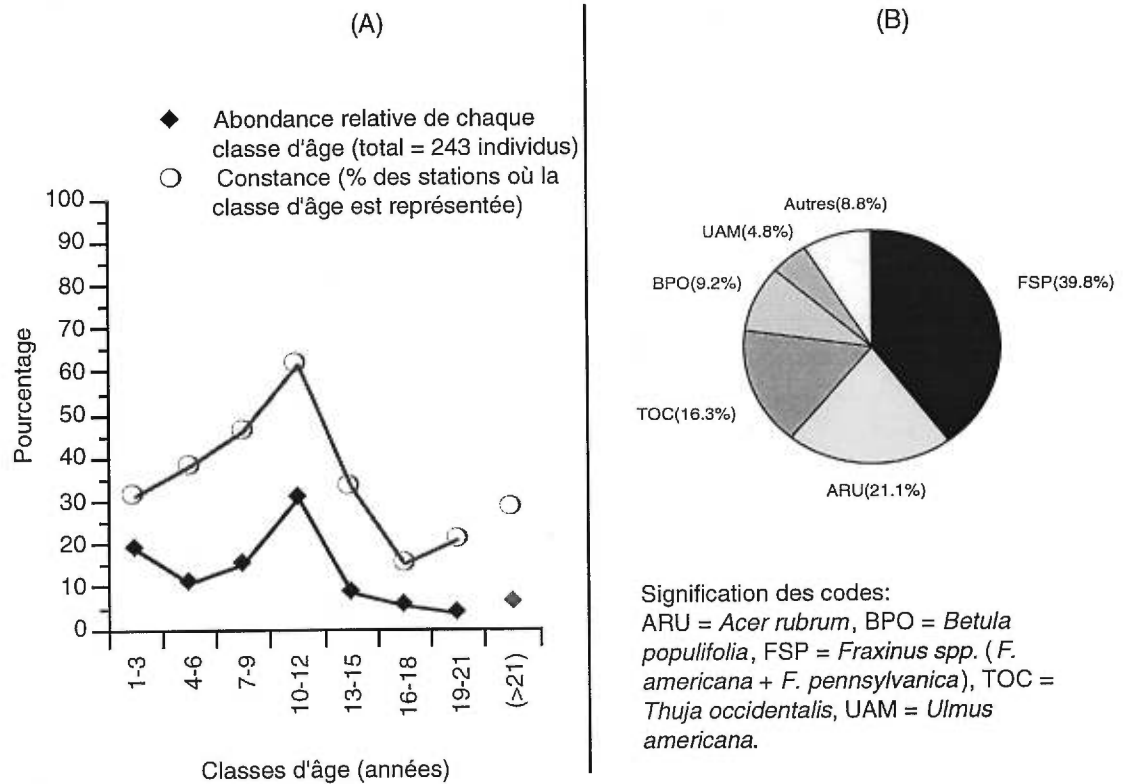 (A)
◆ Abondance relative de chaque
classe d'âge (total = 243 individus)
○ Constance (% des stations où la
classe d'âge est représentée)
Pourcentage
100
90
80
70
60
50
40
30
20
10
0
1-3
4-6
7-9
10-12
13-15
16-18
19-21
(>21)
Classes d'âge (années)
(B)
Autres(8.8%)
UAM(4.8%)
BPO(9.2%)
FSP(39.8%)
TOC(16.3%)
ARU(21.1%)
Signification des codes:
ARU = Acer rubrum, BPO = Betula
populifolia, FSP = Fraxinus spp. ( F.
americana + F. pennsylvanica), TOC =
Thuja occidentalis, UAM = Ulmus
americana.